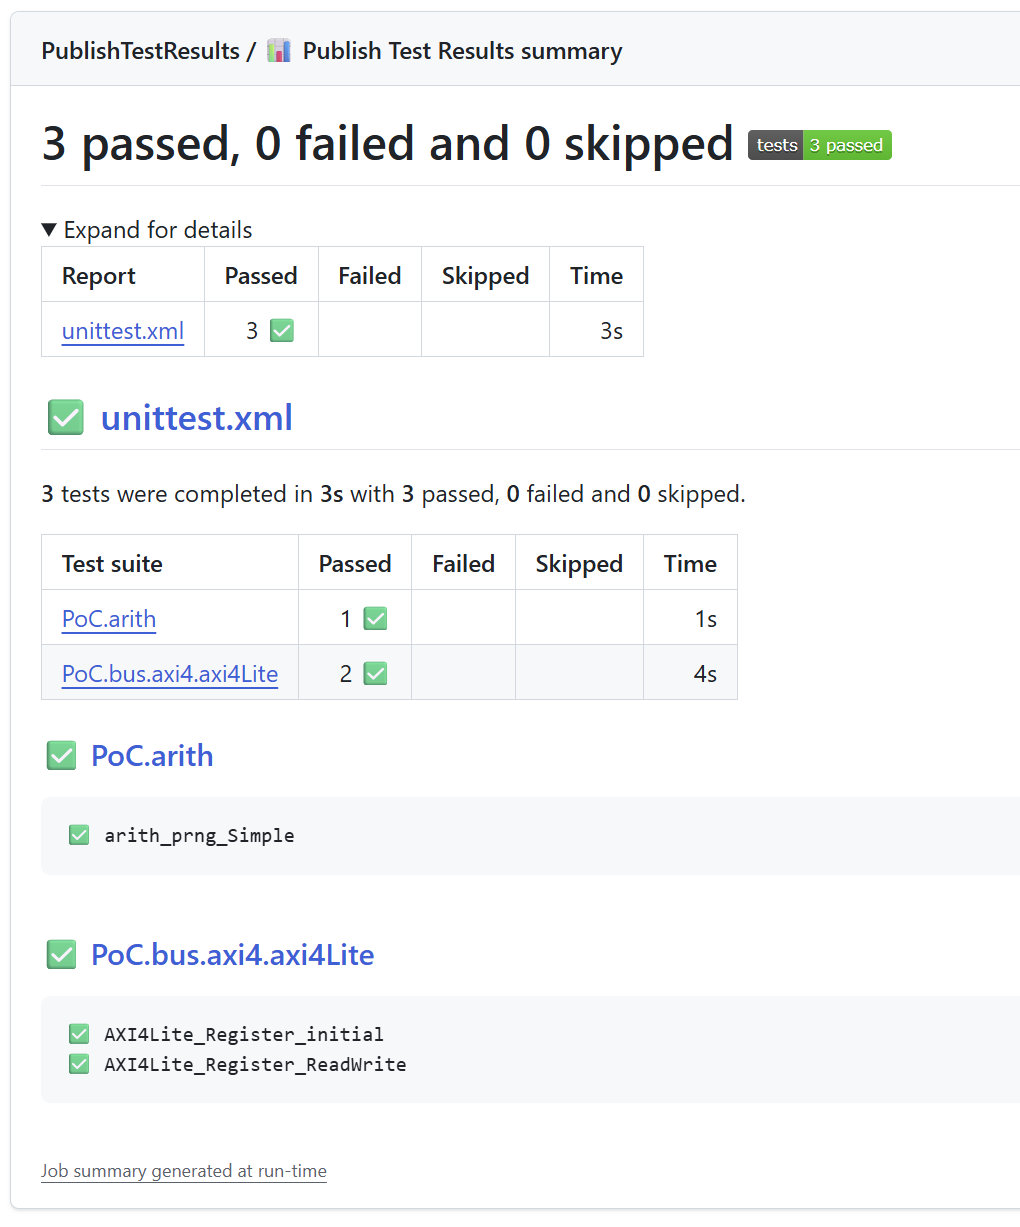 PublishTestResults / 📊 Publish Test Results summary
3 passed, 0 failed and 0 skipped tests 3 passed
▼ Expand for details
Report Passed Failed Skipped Time
unittest.xml 3 ✅ 3s
✅ unittest.xml
3 tests were completed in 3s with 3 passed, 0 failed and 0 skipped.
Test suite Passed Failed Skipped Time
PoC.arith 1 ✅ 1s
PoC.bus.axi4.axi4Lite 2 ✅ 4s
✅ PoC.arith
✅ arith_prng_Simple
✅ PoC.bus.axi4.axi4Lite
✅ AXI4Lite_Register_initial
✅ AXI4Lite_Register_ReadWrite
Job summary generated at run-time